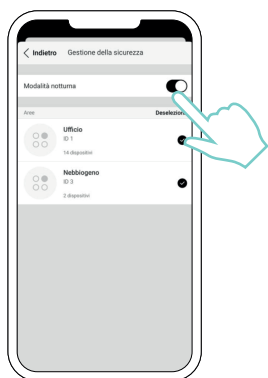 Indietro Gestione della sicurezza
Modalità notturna
Aree Deselezion
Ufficio
ID 1
14 dispositivi
Nebbiogeno
ID 3
2 dispositivi